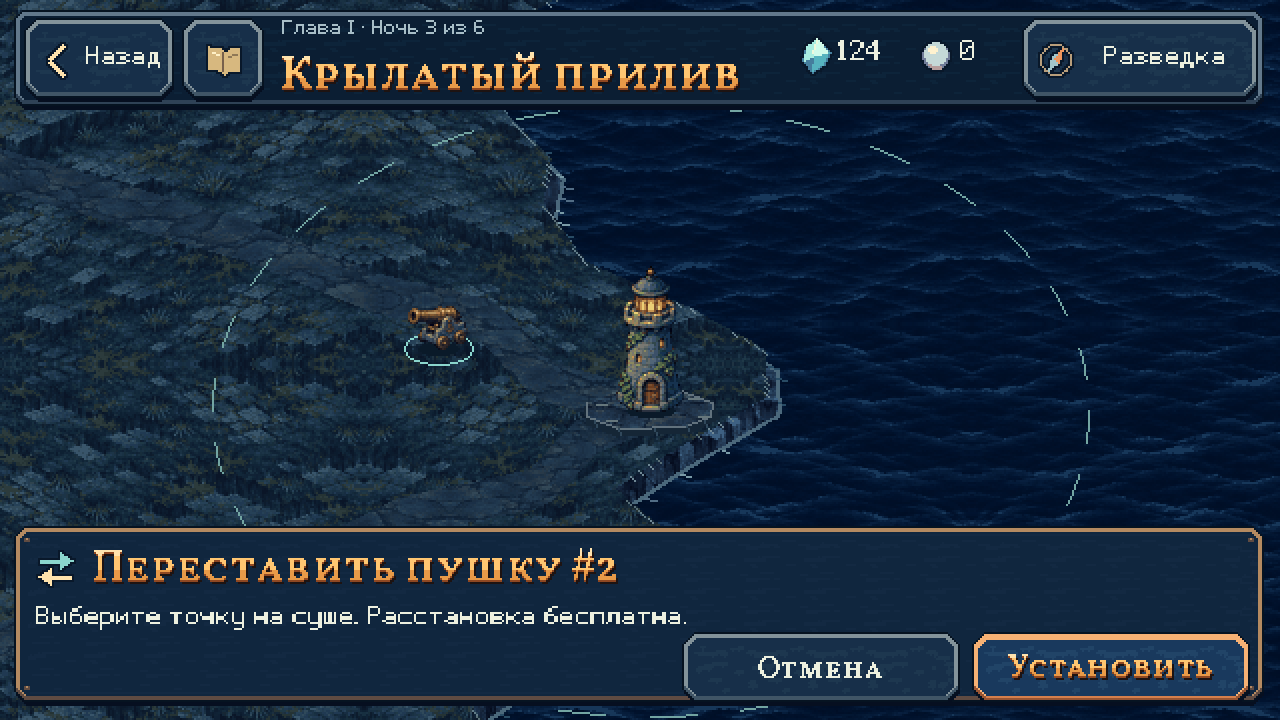 Назад
Глава I · Ночь 3 из 6
Крылатый прилив
124
0
Разведка
Переставить пушку #2
Выберите точку на суше. Расстановка бесплатна.
Отмена
Установить